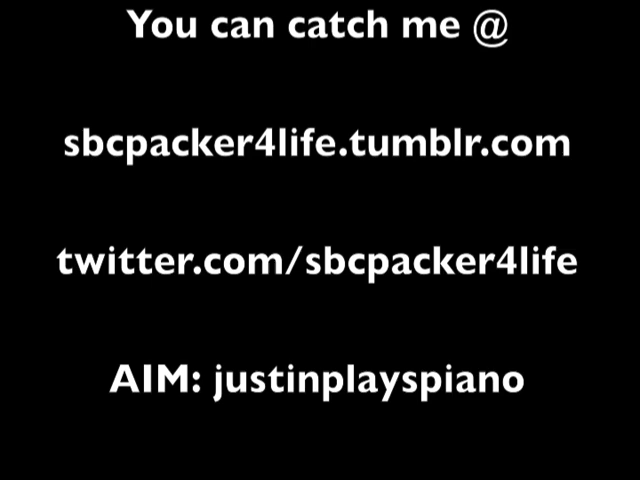 You can catch me @
sbcpacker4life.tumblr.com
twitter.com/sbcpacker4life
AIM: justinplayspiano